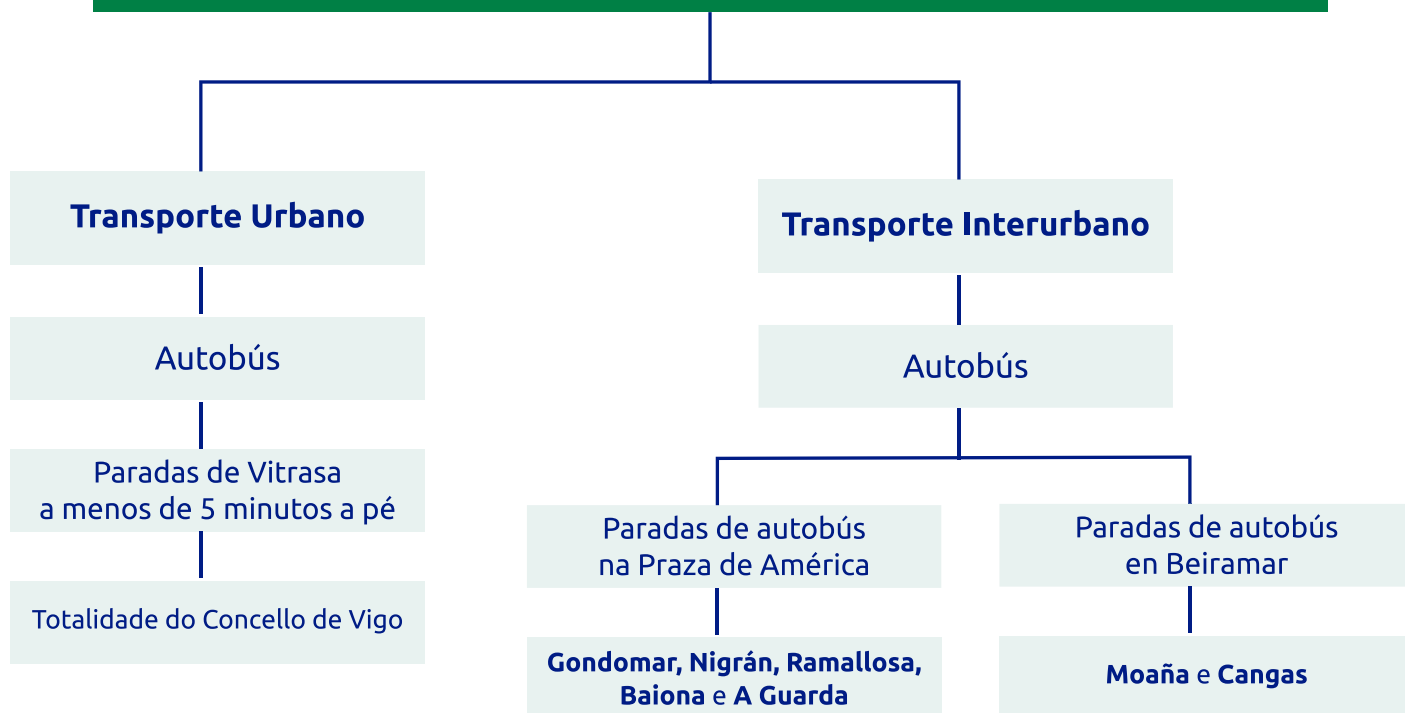 Transporte Urbano
Autobús
Paradas de Vitrasa
a menos de 5 minutos a pé
Totalidade do Concello de Vigo
Transporte Interurbano
Autobús
Paradas de autobús
na Praza de América
Gondomar, Nigrán, Ramallosa,
Baiona e A Guarda
Paradas de autobús
en Beiramar
Moaña e Cangas